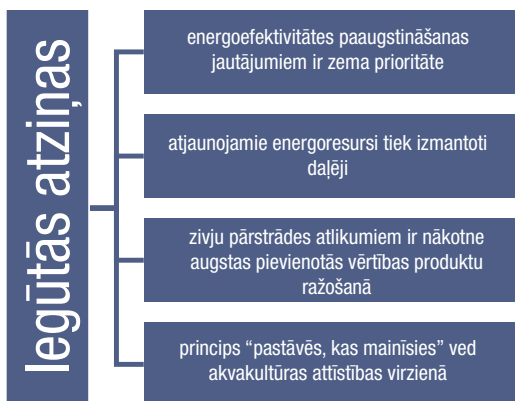 Iegūtās atziņas
energoefektivitātes paaugstināšanas
jautājumiem ir zema prioritāte
atjaunojamie energoresursi tiek izmantoti
daļēji
zivju pārstrādes atlikumiem ir nākotne
augstas pievienotās vērtības produktu
ražošanā
princips “pastāvēs, kas mainīsies” ved
akvakultūras attīstības virzienā